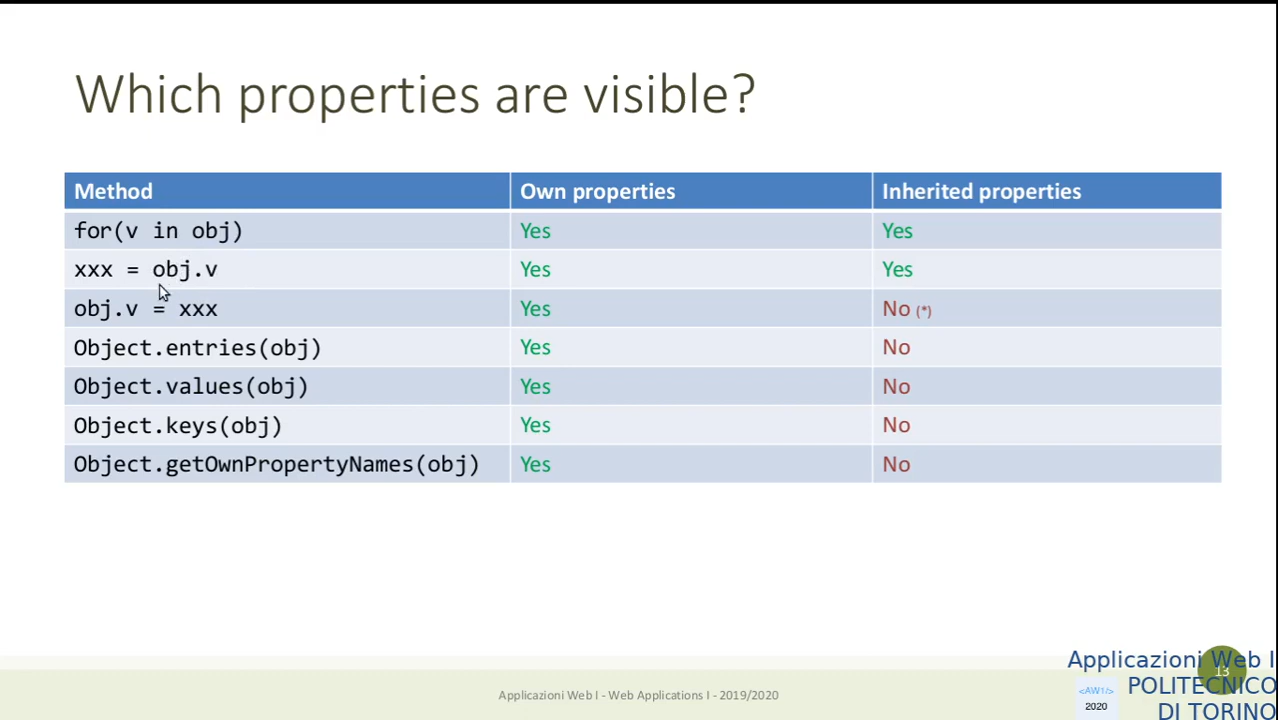 Which properties are visible?
Method Own properties Inherited properties
for(v in obj) Yes Yes
xxx = obj.v Yes Yes
obj.v = xxx Yes No (*)
Object.entries(obj) Yes No
Object.values(obj) Yes No
Object.keys(obj) Yes No
Object.getOwnPropertyNames(obj) Yes No
Applicazioni Web I - Web Applications I - 2019/2020
13
Applicazioni Web I
POLITECNICO
DI TORINO
<AW1/>
2020